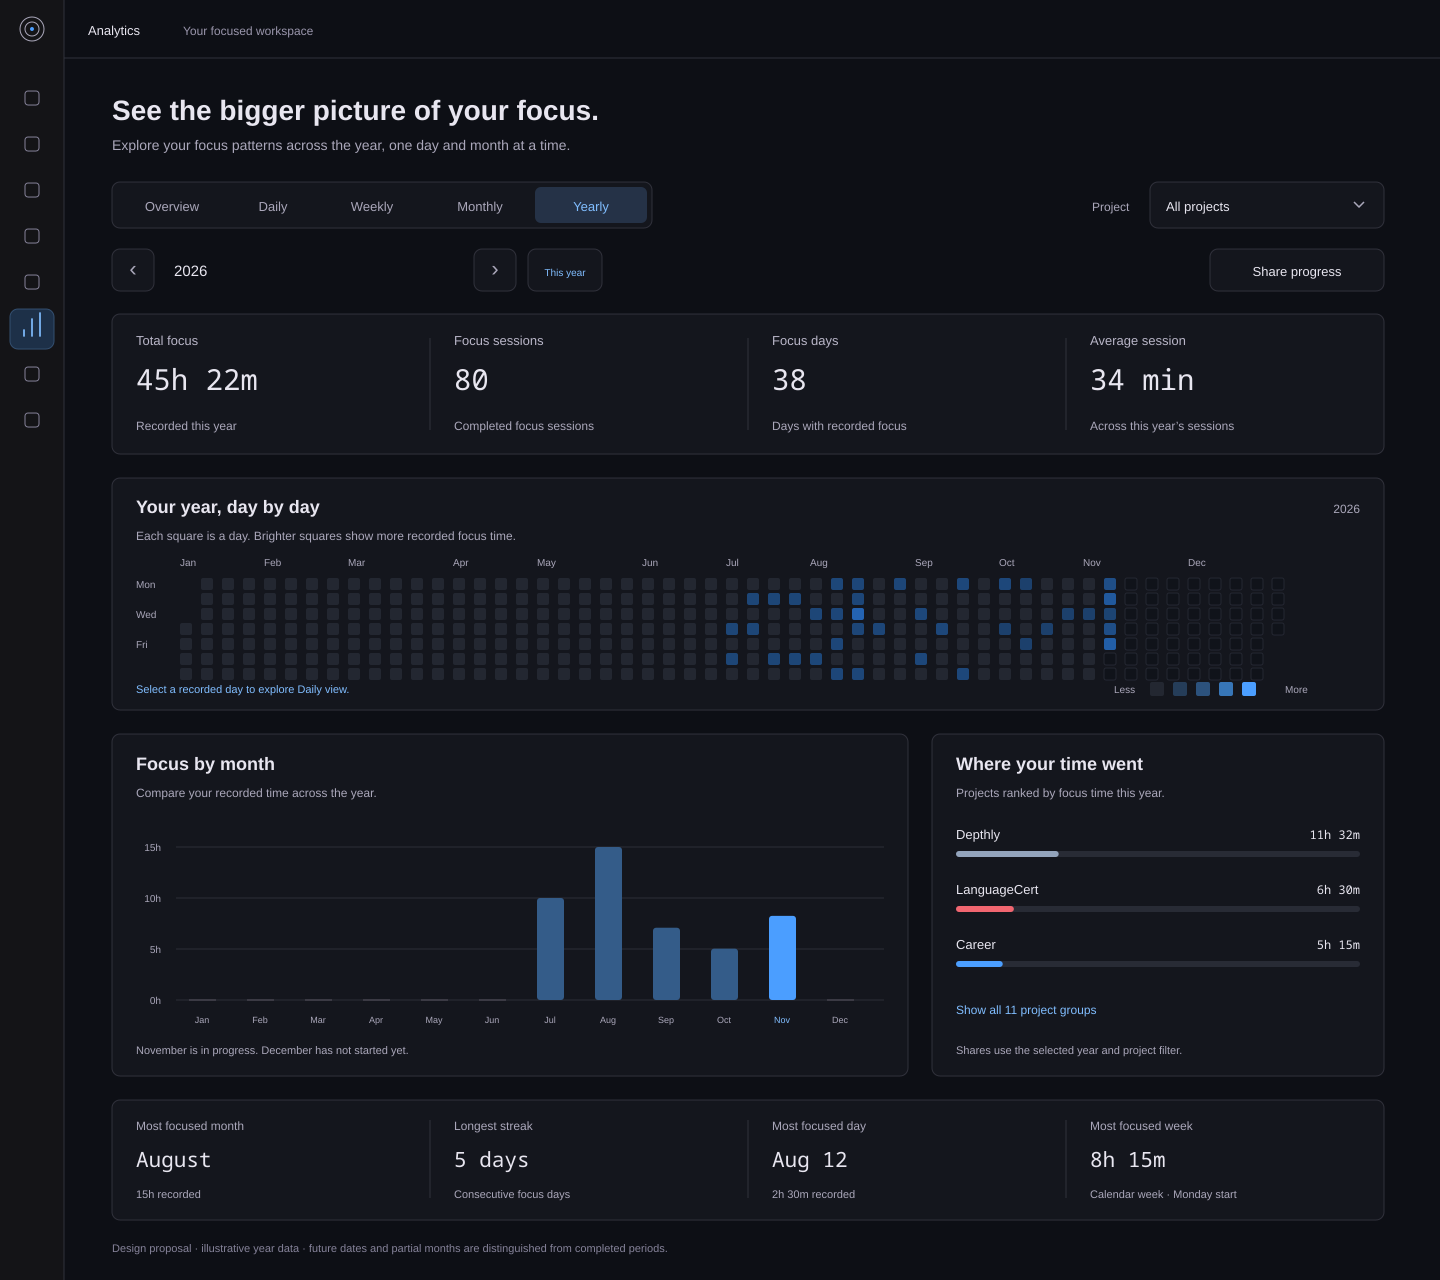 Analytics Your focused workspace
See the bigger picture of your focus.
Explore your focus patterns across the year, one day and month at a time.
Overview Daily Weekly Monthly Yearly Project All projects
‹ 2026 › This year Share progress
Total focus Focus sessions Focus days Average session
45h 22m 80 38 34 min
Recorded this year Completed focus sessions Days with recorded focus Across this year’s sessions
Your year, day by day 2026
Each square is a day. Brighter squares show more recorded focus time.
Jan Feb Mar Apr May Jun Jul Aug Sep Oct Nov Dec
Mon
Wed
Fri
Select a recorded day to explore Daily view. Less More
Focus by month
Compare your recorded time across the year.
15h
10h
5h
0h
Jan Feb Mar Apr May Jun Jul Aug Sep Oct Nov Dec
November is in progress. December has not started yet.
Where your time went
Projects ranked by focus time this year.
Depthly 11h 32m
LanguageCert 6h 30m
Career 5h 15m
Show all 11 project groups
Shares use the selected year and project filter.
Most focused month Longest streak Most focused day Most focused week
August 5 days Aug 12 8h 15m
15h recorded Consecutive focus days 2h 30m recorded Calendar week · Monday start
Design proposal · illustrative year data · future dates and partial months are distinguished from completed periods.